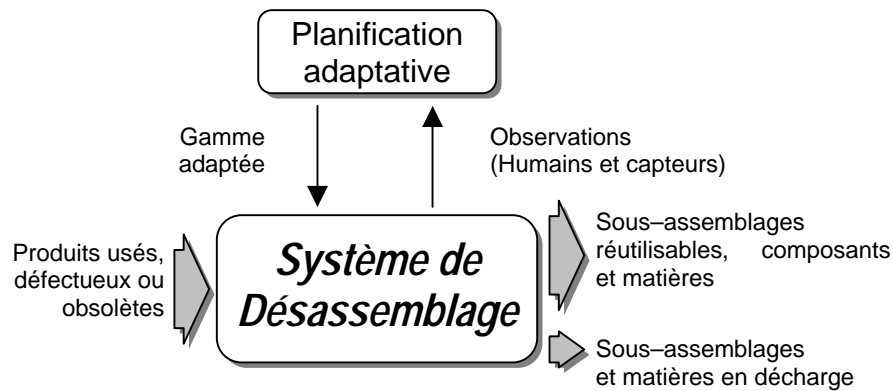 Planification
adaptative
Gamme
adaptée
Observations
(Humains et capteurs)
Produits usés,
défectueux ou
obsolètes
Système de
Désassemblage
Sous–assemblages
réutilisables, composants
et matières
Sous–assemblages
et matières en décharge